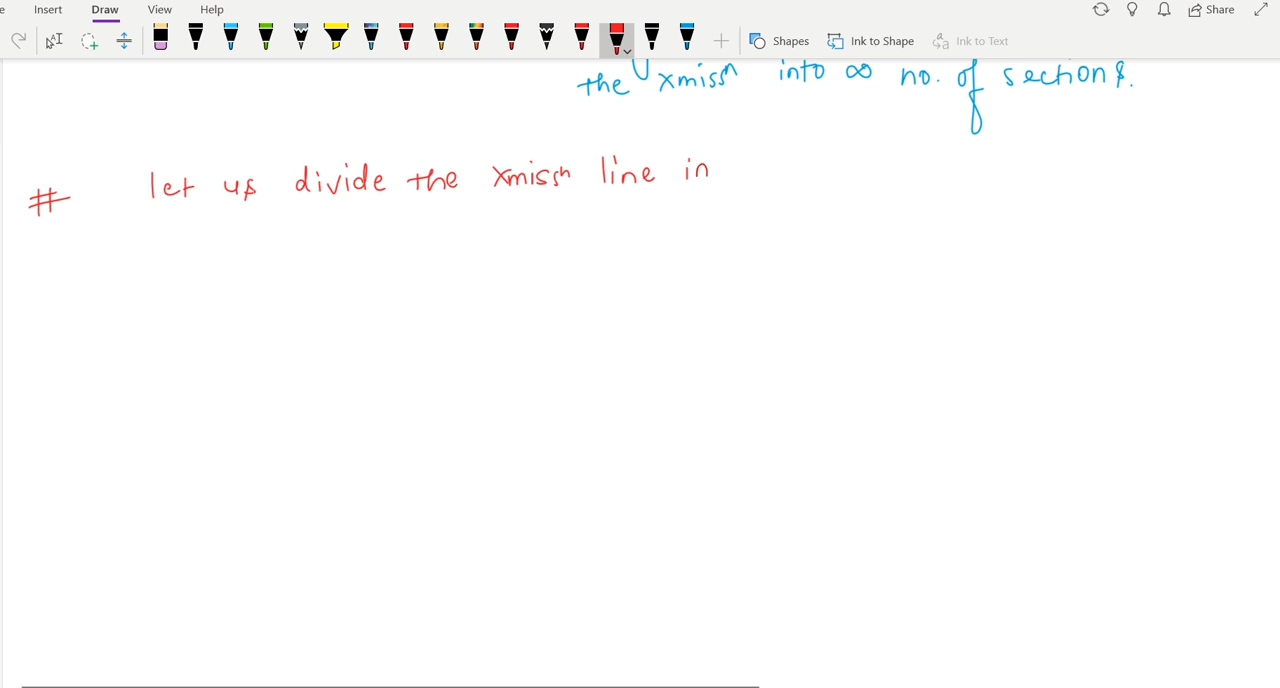 Insert Draw View Help Share
Shapes Ink to Shape Ink to Text
the xmissn into ∞ no. of sections.
# let us divide the xmissn line in